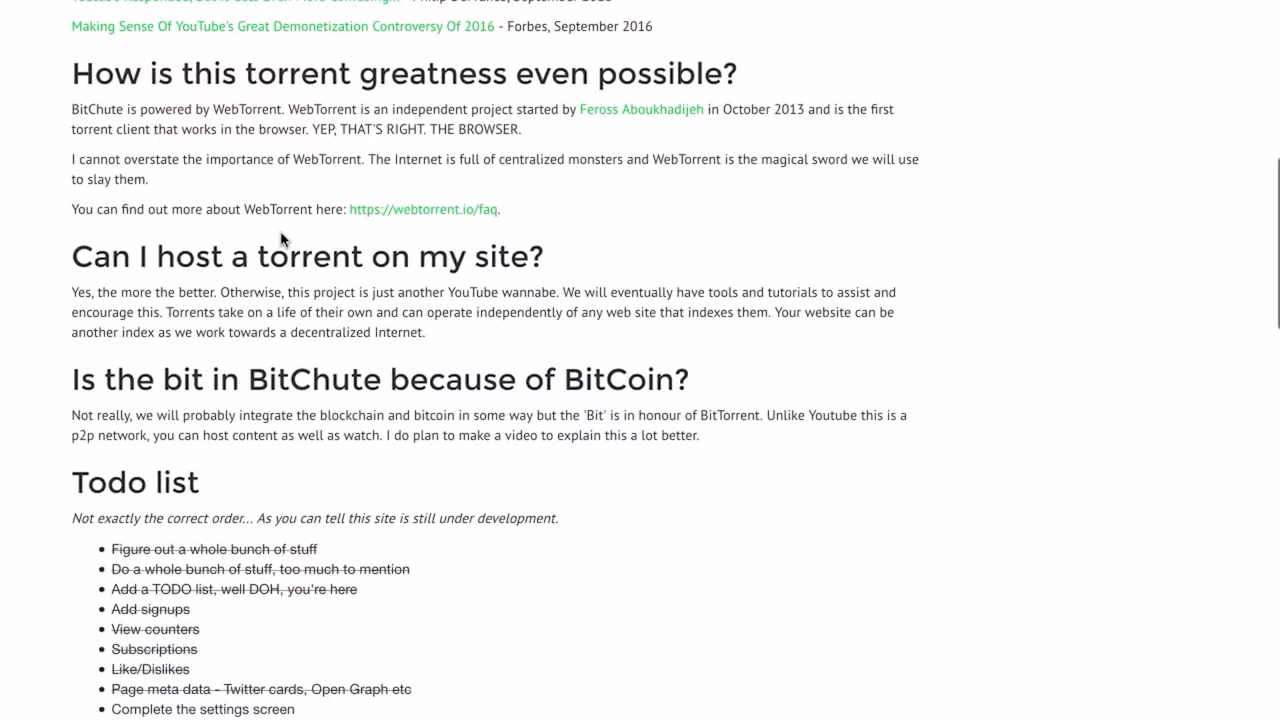 Making Sense Of YouTube's Great Demonetization Controversy Of 2016 - Forbes, September 2016
How is this torrent greatness even possible?
BitChute is powered by WebTorrent. WebTorrent is an independent project started by Feross Aboukhadijeh in October 2013 and is the first
torrent client that works in the browser. YEP, THAT'S RIGHT. THE BROWSER.
I cannot overstate the importance of WebTorrent. The Internet is full of centralized monsters and WebTorrent is the magical sword we will use
to slay them.
You can find out more about WebTorrent here: https://webtorrent.io/faq.
Can I host a torrent on my site?
Yes, the more the better. Otherwise, this project is just another YouTube wannabe. We will eventually have tools and tutorials to assist and
encourage this. Torrents take on a life of their own and can operate independently of any web site that indexes them. Your website can be
another index as we work towards a decentralized Internet.
Is the bit in BitChute because of BitCoin?
Not really, we will probably integrate the blockchain and bitcoin in some way but the 'Bit' is in honour of BitTorrent. Unlike Youtube this is a
p2p network, you can host content as well as watch. I do plan to make a video to explain this a lot better.
Todo list
Not exactly the correct order... As you can tell this site is still under development.
• Figure out a whole bunch of stuff
• Do a whole bunch of stuff, too much to mention
• Add a TODO list, well DOH, you're here
• Add signups
• View counters
• Subscriptions
• Like/Dislikes
• Page meta data - Twitter cards, Open Graph etc
• Complete the settings screen